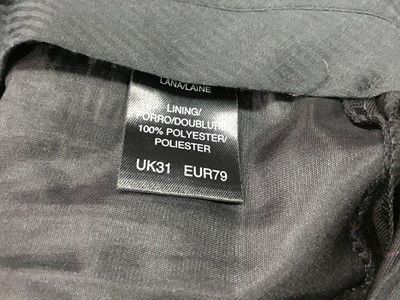 LANA/LAINE
LINING/
FORRO/DOUBLURE
100% POLYESTER/
POLIESTER
UK31 EUR79